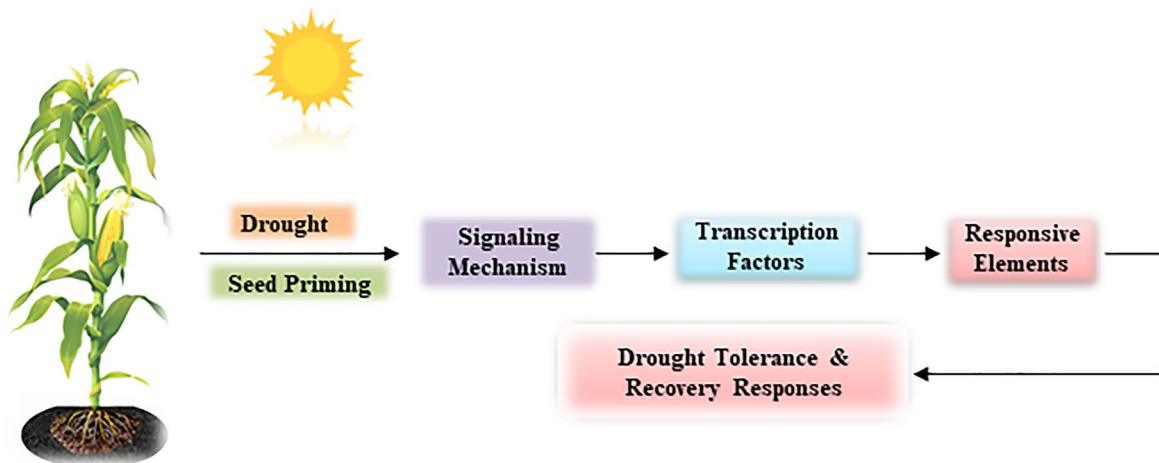 Drought
Seed Priming
Signaling
Mechanism
Transcription
Factors
Responsive
Elements
Drought Tolerance &
Recovery Responses